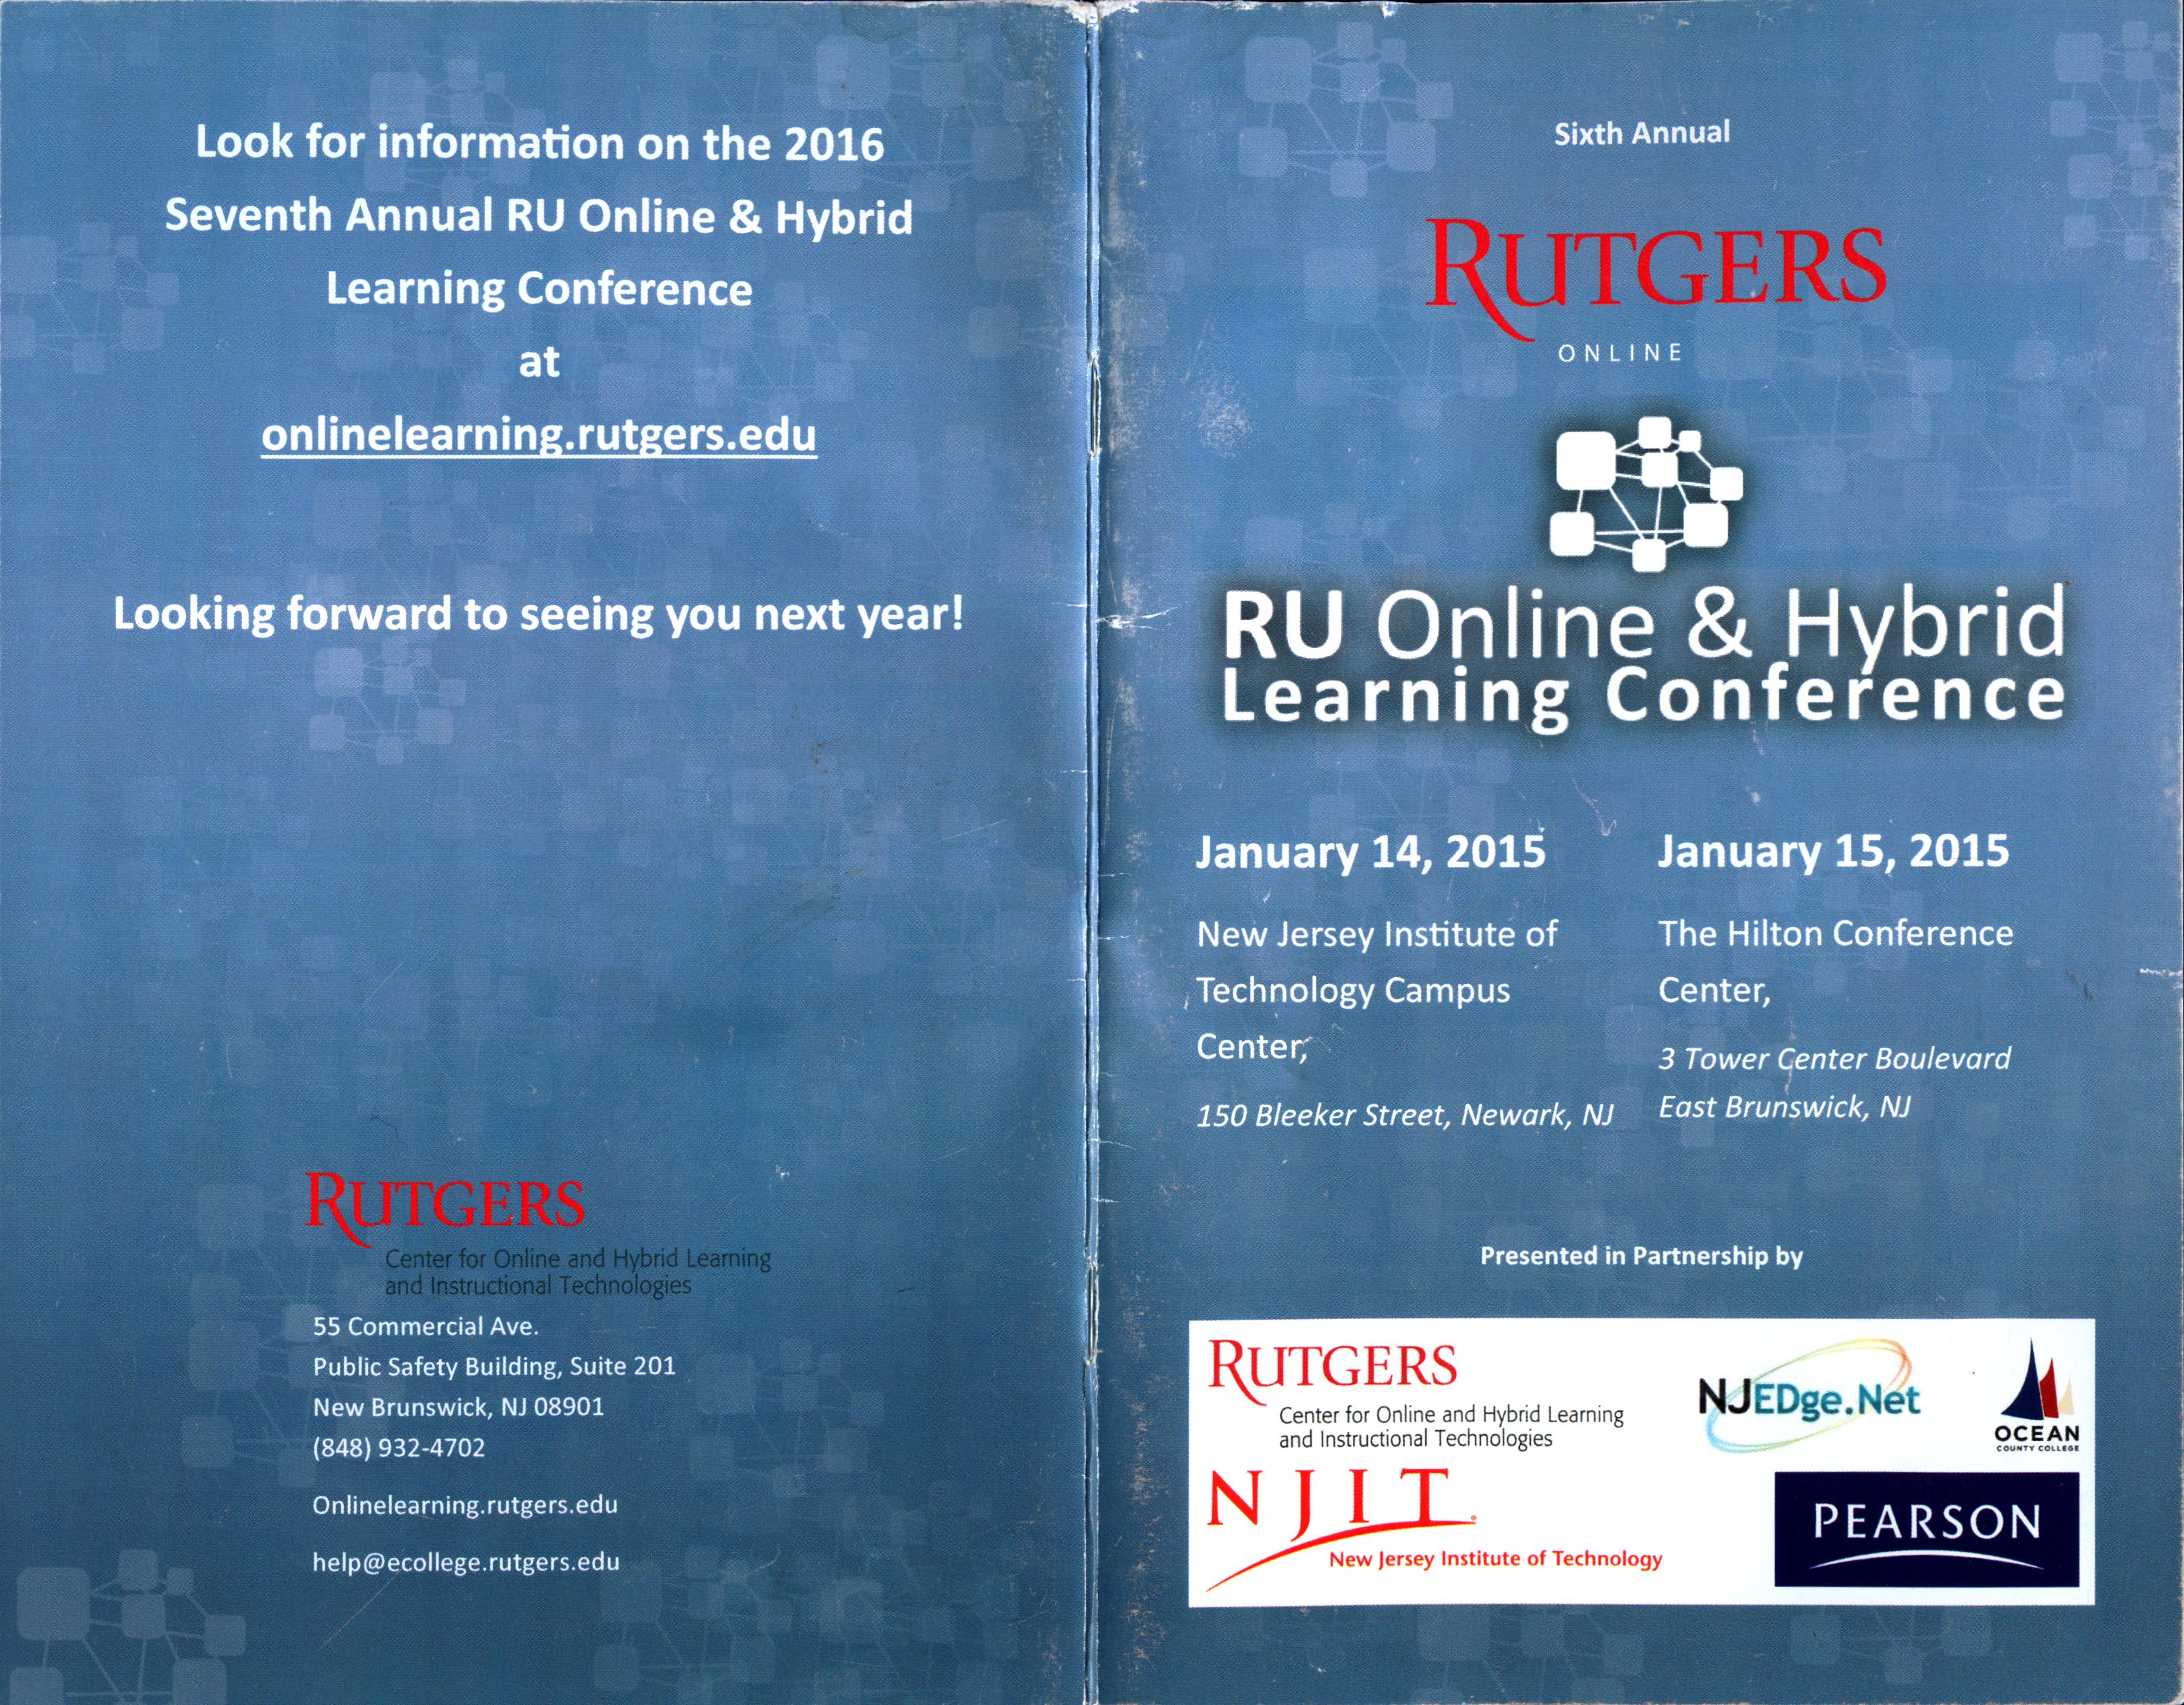 Look for information on the 2016
Seventh Annual RU Online & Hybrid
Learning Conference
at
onlinelearning.rutgers.edu
Looking forward to seeing you next year!
RUTGERS
Center for Online and Hybrid Learning
and Instructional Technologies
55 Commercial Ave.
Public Safety Building, Suite 201
New Brunswick, NJ 08901
(848) 932-4702
Onlinelearning.rutgers.edu
help@ecollege.rutgers.edu
Sixth Annual
RUTGERS
ONLINE
RU Online & Hybrid
Learning Conference
January 14, 2015
New Jersey Institute of
Technology Campus
Center,
150 Bleeker Street, Newark, NJ
January 15, 2015
The Hilton Conference
Center,
3 Tower Center Boulevard
East Brunswick, NJ
Presented in Partnership by
RUTGERS
Center for Online and Hybrid Learning
and Instructional Technologies
NJEDge.Net
OCEAN
COUNTY COLLEGE
NJIT
New Jersey Institute of Technology
PEARSON